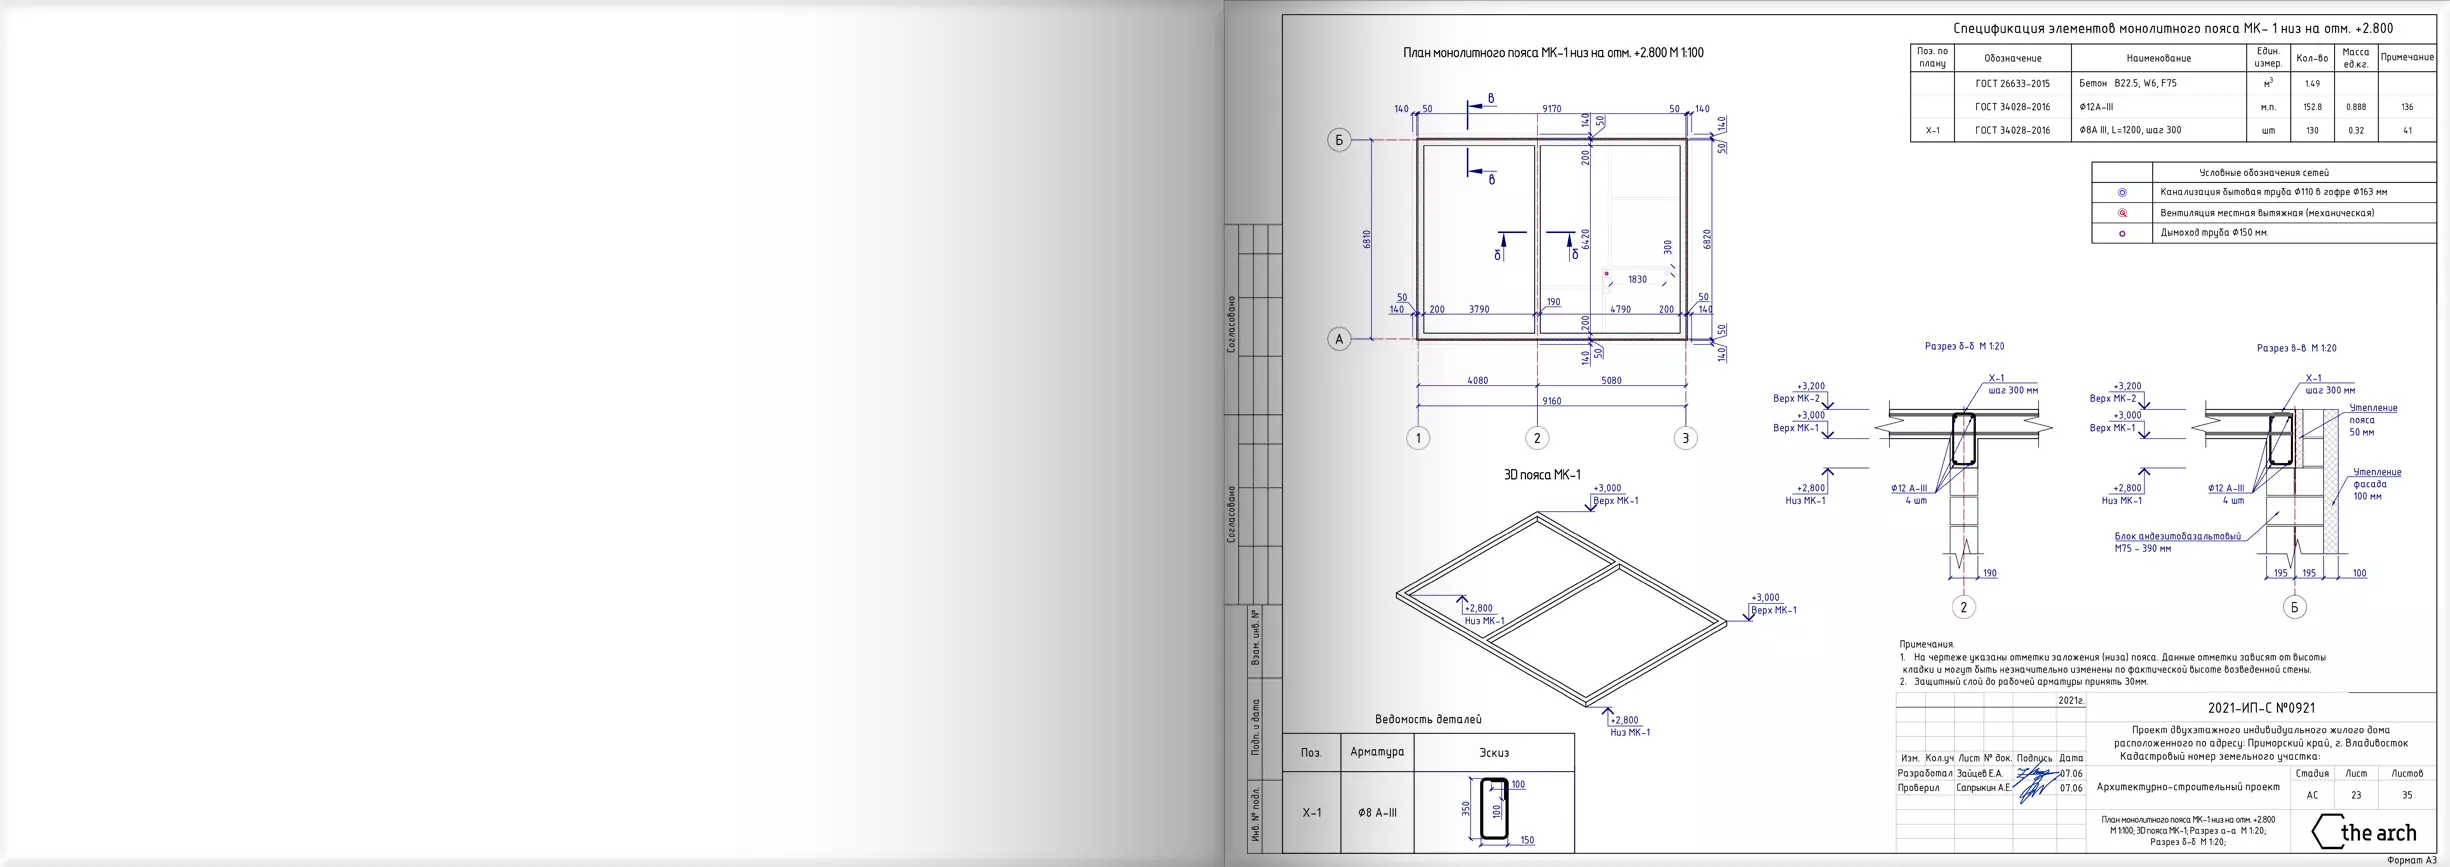 План монолитного пояса МК-1 низ на отм. +2.800 М 1:100
140
50
9170
50
140
в
140
50
140
50
Б
200
в
6810
6420
6820
300
б
б
1830
50
190
50
140
200
3790
4790
200
140
200
50
А
140
50
140
4080
5080
9160
1
2
3
3D пояса МК-1
+3,000
Верх МК-1
+2,800
Низ МК-1
+3,000
Верх МК-1
+2,800
Низ МК-1
Ведомость деталей
Поз. Арматура Эскиз
Х-1 Ф8 А-III
350
100
100
150
Спецификация элементов монолитного пояса МК- 1 низ на отм. +2.800
Поз. по плану Обозначение Наименование Един. измер. Кол-во Масса ед.кг. Примечание
ГОСТ 26633-2015 Бетон В22.5, W6, F75 м3 1.49
ГОСТ 34028-2016 Ф12А-III м.п. 152.8 0.888 136
Х-1 ГОСТ 34028-2016 Ф8А III, L=1200, шаг 300 шт 130 0.32 41
Условные обозначения сетей
Канализация бытовая труба Ф110 в гофре Ф163 мм
Вентиляция местная вытяжная (механическая)
Дымоход труба Ф150 мм.
Разрез б-б М 1:20
Х-1
шаг 300 мм
+3,200
Верх МК-2
+3,000
Верх МК-1
+2,800
Низ МК-1
Ф12 А-III
4 шт
190
2
Разрез в-в М 1:20
Х-1
шаг 300 мм
+3,200
Верх МК-2
+3,000
Верх МК-1
Утепление
пояса
50 мм
Утепление
фасада
100 мм
+2,800
Низ МК-1
Ф12 А-III
4 шт
Блок андезитобазальтовый
М75 - 390 мм
195
195
100
Б
Примечания.
1. На чертеже указаны отметки заложения (низа) пояса. Данные отметки зависят от высоты
кладки и могут быть незначительно изменены по фактической высоте возведенной стены.
2. Защитный слой до рабочей арматуры принять 30мм.
2021г.
2021-ИП-С №0921
Проект двухэтажного индивидуального жилого дома
расположенного по адресу: Приморский край, г. Владивосток
Кадастровый номер земельного участка:
Изм. Кол.уч Лист № док. Подпись Дата
Разработал Зайцев Е.А. 07.06
Проверил Сапрыкин А.Е. 07.06
Архитектурно-строительный проект
Стадия Лист Листов
АС 23 35
План монолитного пояса МК-1 низ на отм. +2.800
М 1:100; 3D пояса МК-1; Разрез а-а М 1:20;
Разрез б-б М 1:20;
the arch
Формат А3
Согласовано
Согласовано
Взам. инв. №
Подп. и дата
Инв. № подл.